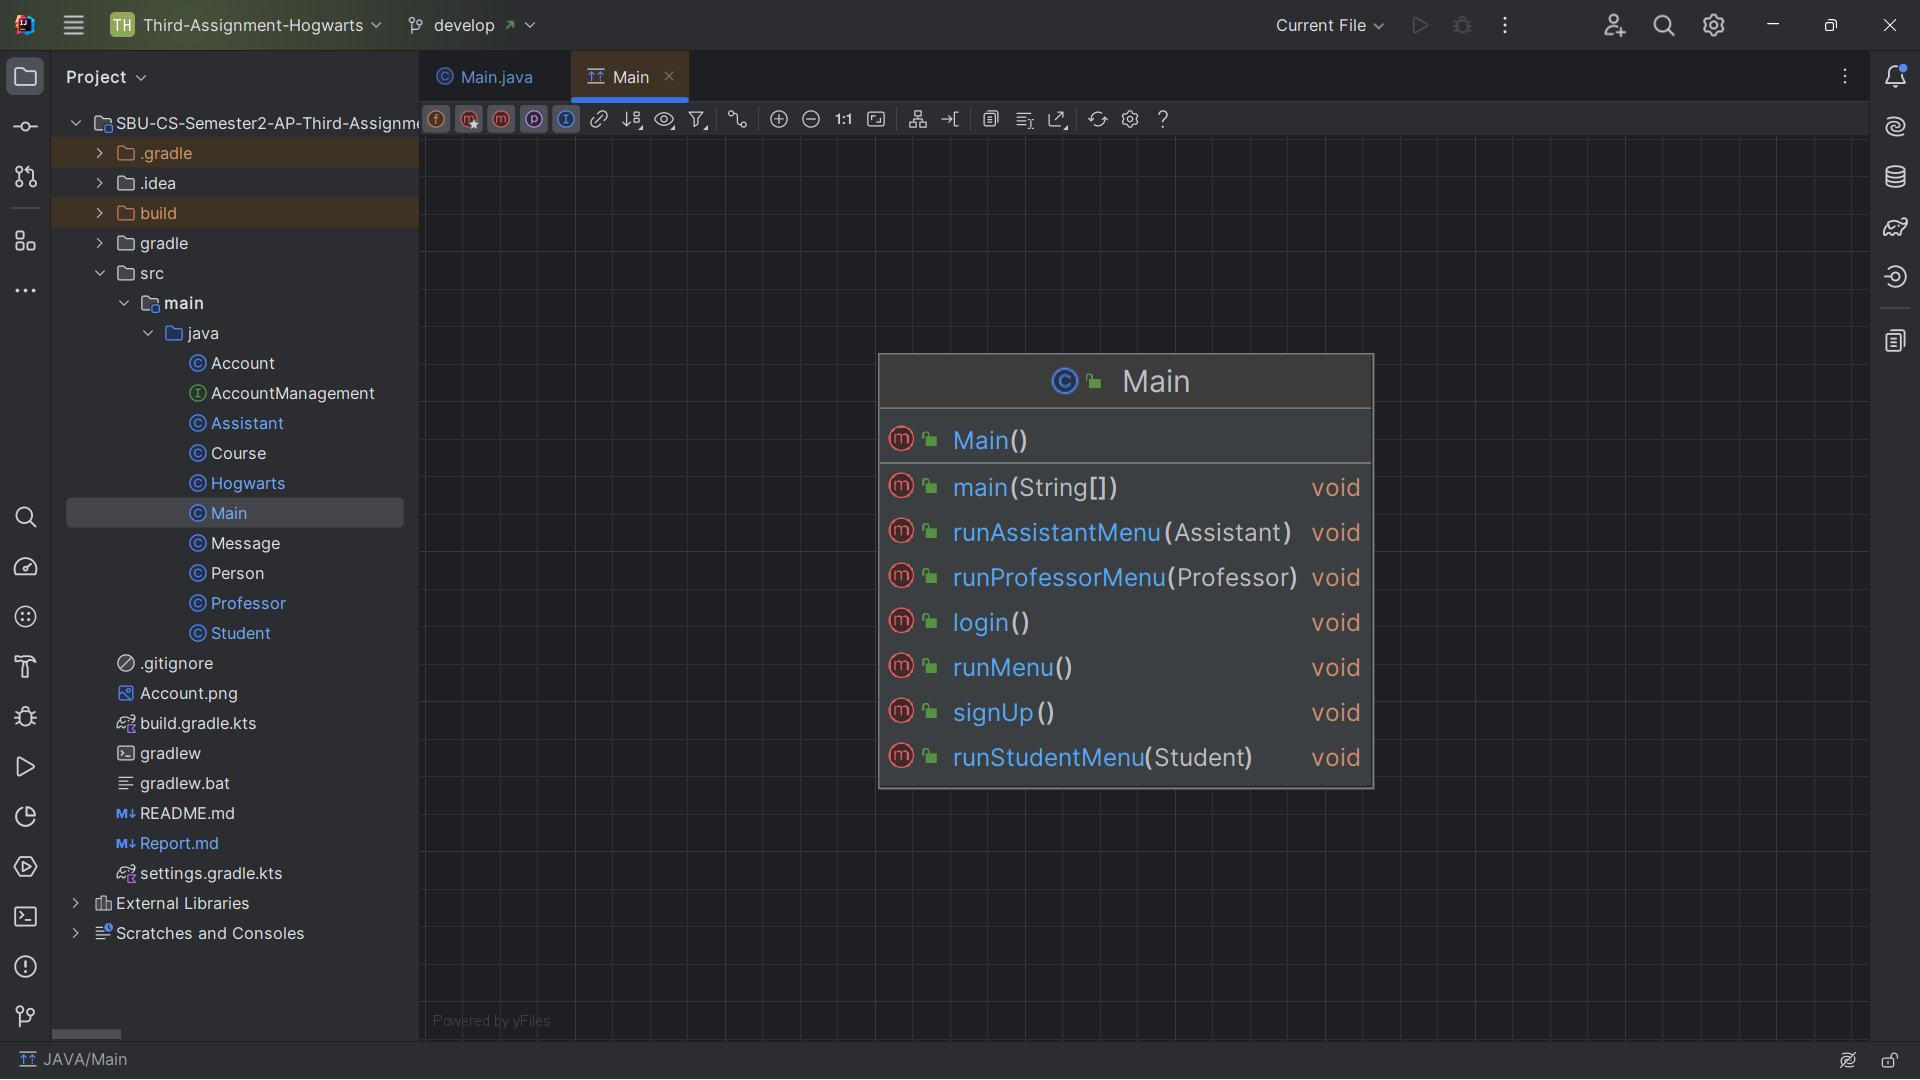 TH Third-Assignment-Hogwarts
develop
Current File
Project
Main.java
Main
1:1
?
SBU-CS-Semester2-AP-Third-Assignme
.gradle
.idea
build
gradle
src
main
java
Account
AccountManagement
Assistant
Course
Hogwarts
Main
Message
Person
Professor
Student
.gitignore
Account.png
build.gradle.kts
gradlew
gradlew.bat
README.md
Report.md
settings.gradle.kts
External Libraries
Scratches and Consoles
Main
Main()
main(String[]) void
runAssistantMenu(Assistant) void
runProfessorMenu(Professor) void
login() void
runMenu() void
signUp() void
runStudentMenu(Student) void
Powered by yFiles
JAVA/Main